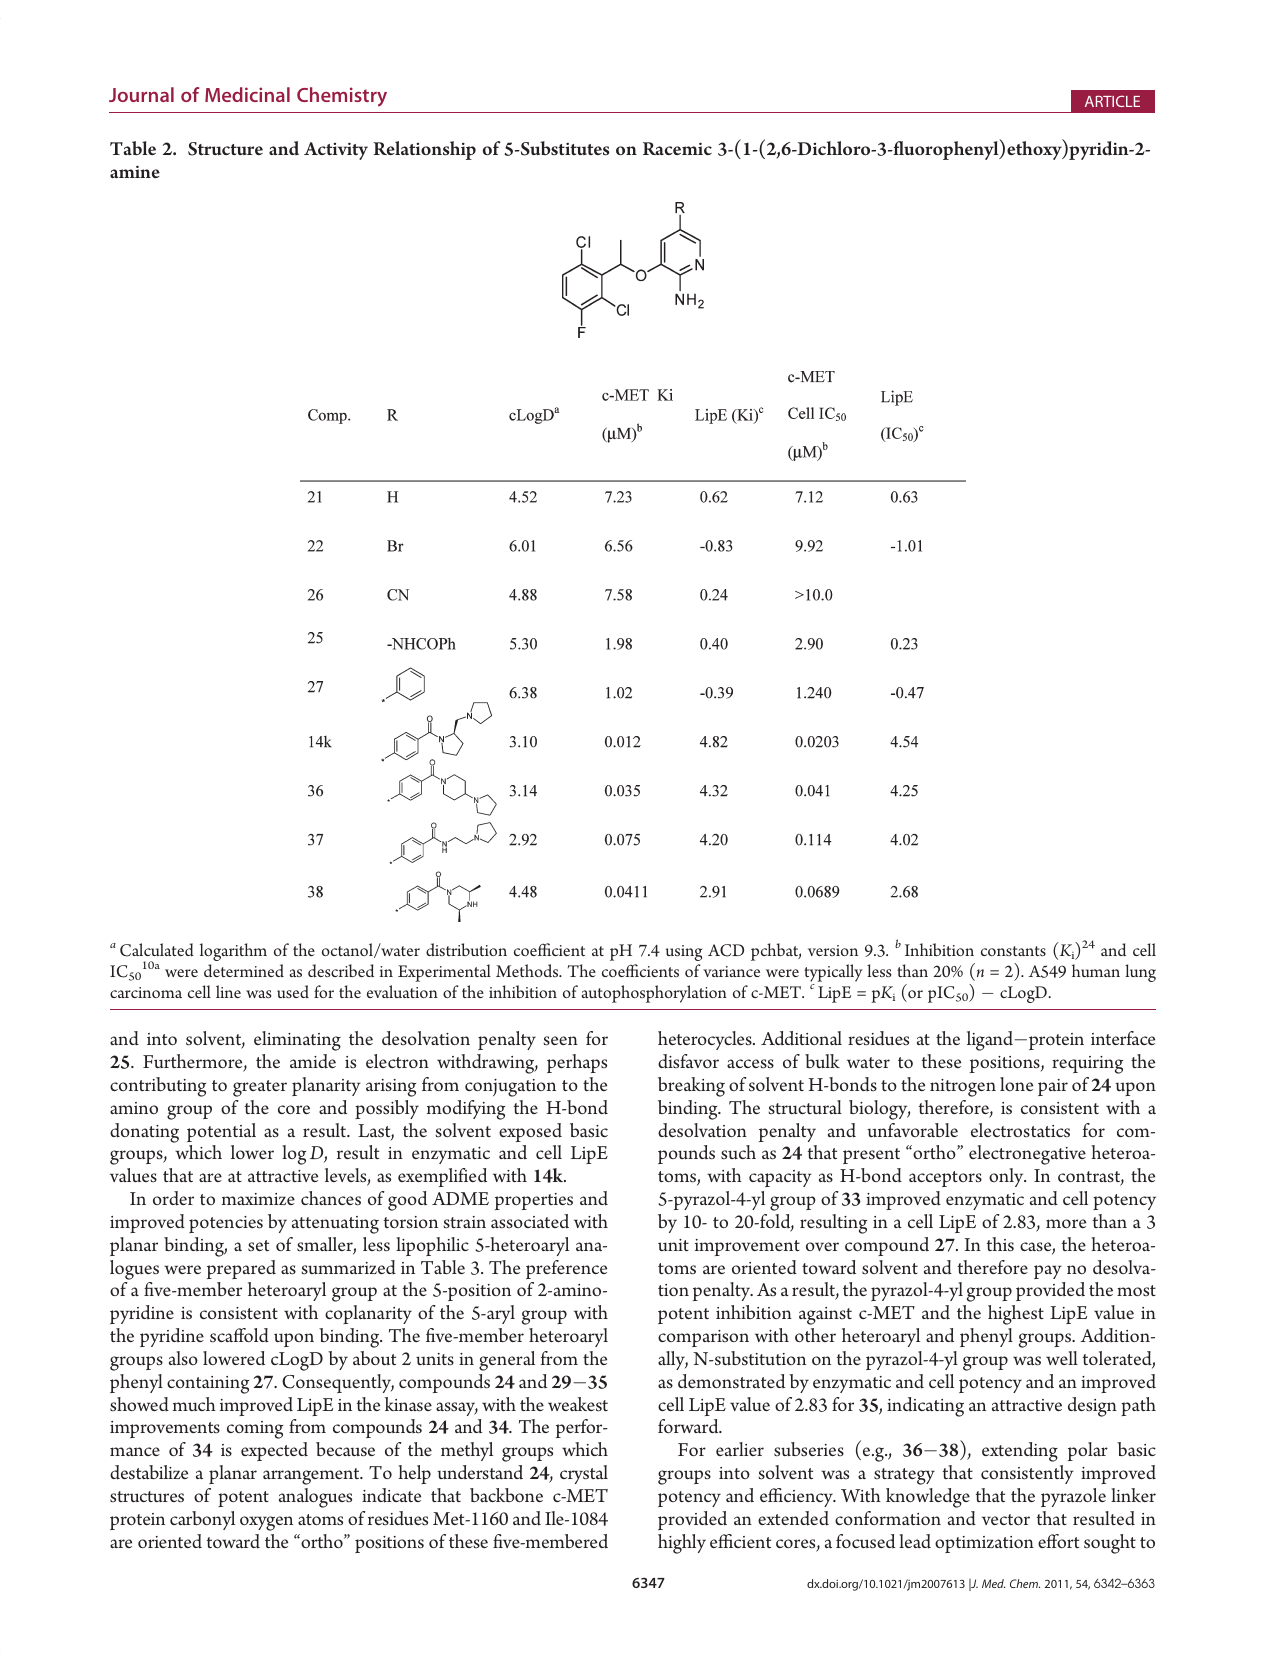 Journal of Medicinal Chemistry
ARTICLE
Table 2. Structure and Activity Relationship of 5-Substitutes on Racemic 3-(1-(2,6-Dichloro-3-fluorophenyl)ethoxy)pyridin-2-
amine
R
Cl
N
O
NH2
Cl
F
Comp. R cLogDa c-MET Ki (μM)b LipE (Ki)c c-MET Cell IC50 (μM)b LipE (IC50)c
21 H 4.52 7.23 0.62 7.12 0.63
22 Br 6.01 6.56 -0.83 9.92 -1.01
26 CN 4.88 7.58 0.24 >10.0
25 -NHCOPh 5.30 1.98 0.40 2.90 0.23
27 6.38 1.02 -0.39 1.240 -0.47
14k O N N 3.10 0.012 4.82 0.0203 4.54
36 O N N 3.14 0.035 4.32 0.041 4.25
37 O N H N 2.92 0.075 4.20 0.114 4.02
38 O N NH 4.48 0.0411 2.91 0.0689 2.68
a Calculated logarithm of the octanol/water distribution coefficient at pH 7.4 using ACD pchbat, version 9.3. b Inhibition constants (Ki)24 and cell
IC5010a were determined as described in Experimental Methods. The coefficients of variance were typically less than 20% (n = 2). A549 human lung
carcinoma cell line was used for the evaluation of the inhibition of autophosphorylation of c-MET. c LipE = pKi (or pIC50) − cLogD.
and into solvent, eliminating the desolvation penalty seen for
25. Furthermore, the amide is electron withdrawing, perhaps
contributing to greater planarity arising from conjugation to the
amino group of the core and possibly modifying the H-bond
donating potential as a result. Last, the solvent exposed basic
groups, which lower log D, result in enzymatic and cell LipE
values that are at attractive levels, as exemplified with 14k.
In order to maximize chances of good ADME properties and
improved potencies by attenuating torsion strain associated with
planar binding, a set of smaller, less lipophilic 5-heteroaryl ana-
logues were prepared as summarized in Table 3. The preference
of a five-member heteroaryl group at the 5-position of 2-amino-
pyridine is consistent with coplanarity of the 5-aryl group with
the pyridine scaffold upon binding. The five-member heteroaryl
groups also lowered cLogD by about 2 units in general from the
phenyl containing 27. Consequently, compounds 24 and 29−35
showed much improved LipE in the kinase assay, with the weakest
improvements coming from compounds 24 and 34. The perfor-
mance of 34 is expected because of the methyl groups which
destabilize a planar arrangement. To help understand 24, crystal
structures of potent analogues indicate that backbone c-MET
protein carbonyl oxygen atoms of residues Met-1160 and Ile-1084
are oriented toward the “ortho” positions of these five-membered
heterocycles. Additional residues at the ligand−protein interface
disfavor access of bulk water to these positions, requiring the
breaking of solvent H-bonds to the nitrogen lone pair of 24 upon
binding. The structural biology, therefore, is consistent with a
desolvation penalty and unfavorable electrostatics for com-
pounds such as 24 that present “ortho” electronegative heteroa-
toms, with capacity as H-bond acceptors only. In contrast, the
5-pyrazol-4-yl group of 33 improved enzymatic and cell potency
by 10- to 20-fold, resulting in a cell LipE of 2.83, more than a 3
unit improvement over compound 27. In this case, the heteroa-
toms are oriented toward solvent and therefore pay no desolva-
tion penalty. As a result, the pyrazol-4-yl group provided the most
potent inhibition against c-MET and the highest LipE value in
comparison with other heteroaryl and phenyl groups. Addition-
ally, N-substitution on the pyrazol-4-yl group was well tolerated,
as demonstrated by enzymatic and cell potency and an improved
cell LipE value of 2.83 for 35, indicating an attractive design path
forward.
For earlier subseries (e.g., 36−38), extending polar basic
groups into solvent was a strategy that consistently improved
potency and efficiency. With knowledge that the pyrazole linker
provided an extended conformation and vector that resulted in
highly efficient cores, a focused lead optimization effort sought to
6347
dx.doi.org/10.1021/jm2007613 |J. Med. Chem. 2011, 54, 6342–6363